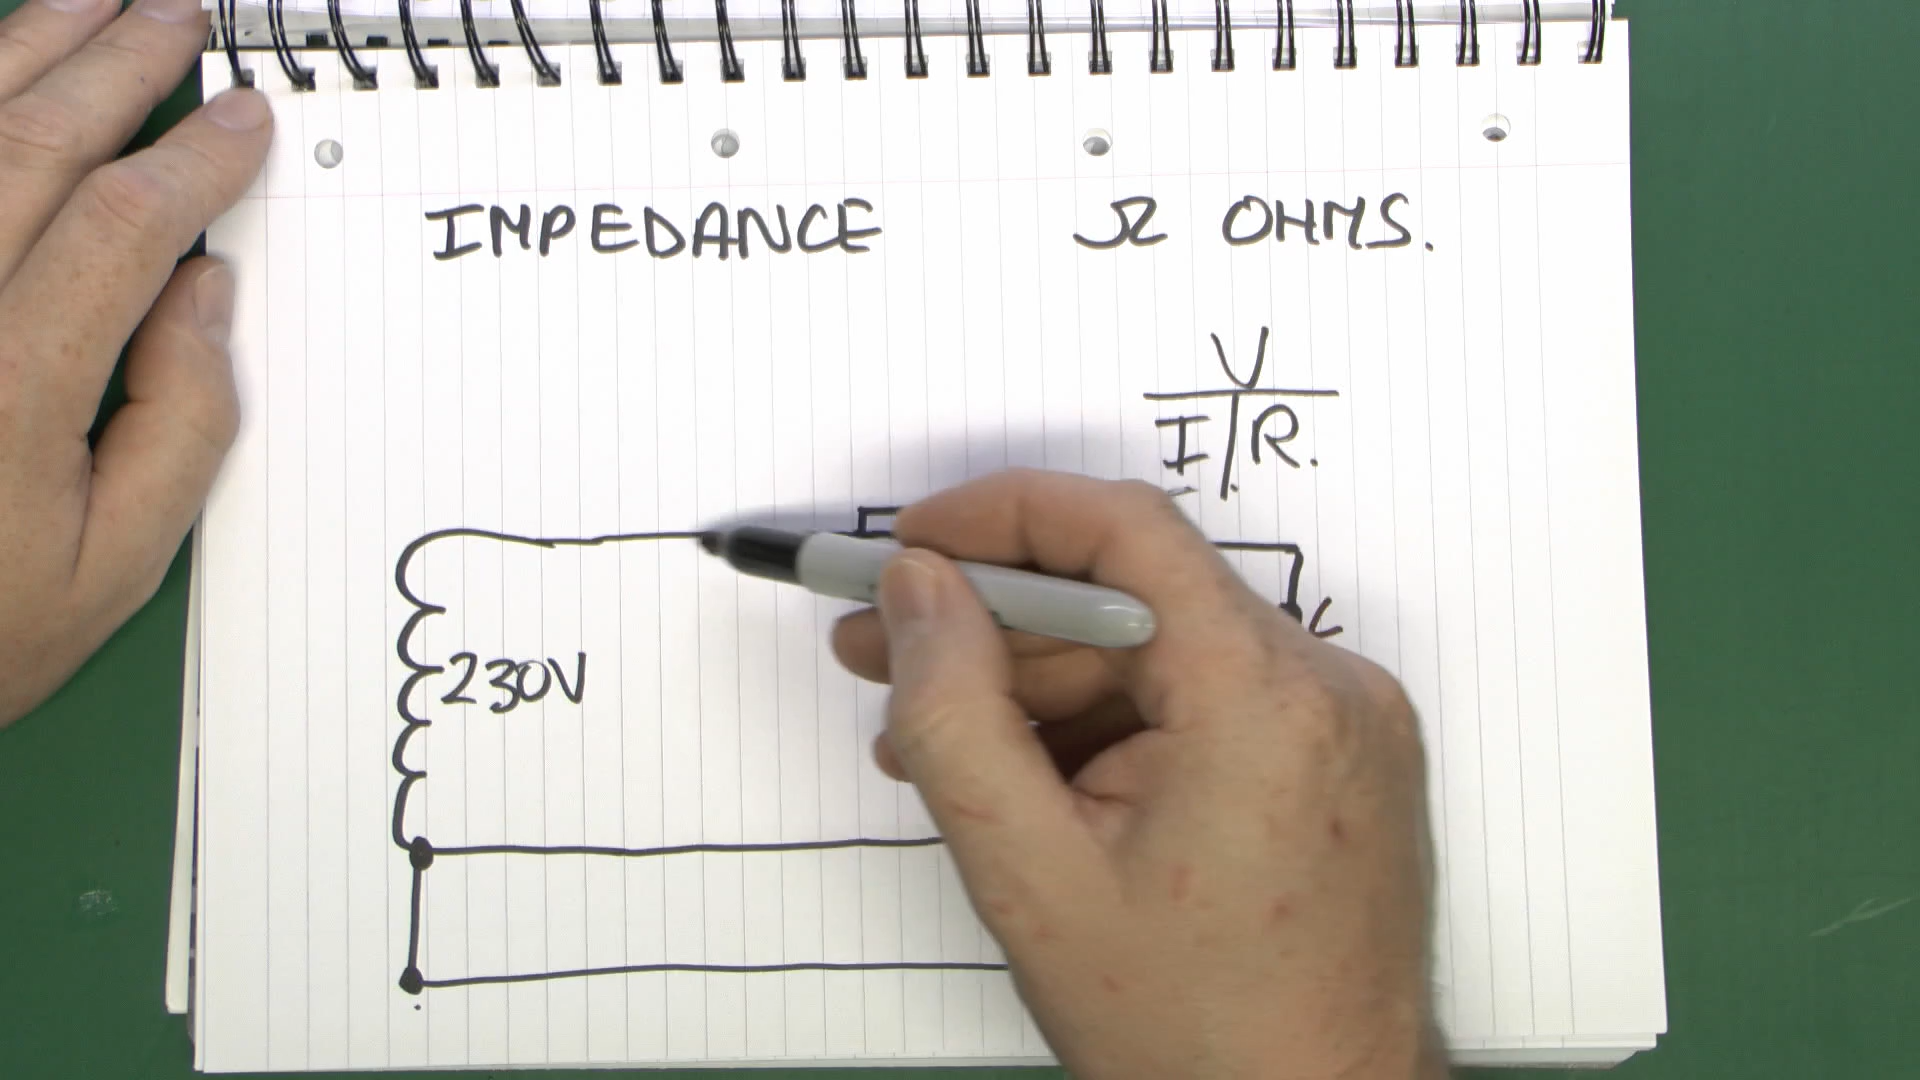 IMPEDANCE Ω OHMS.
V
I/R.
L
230V